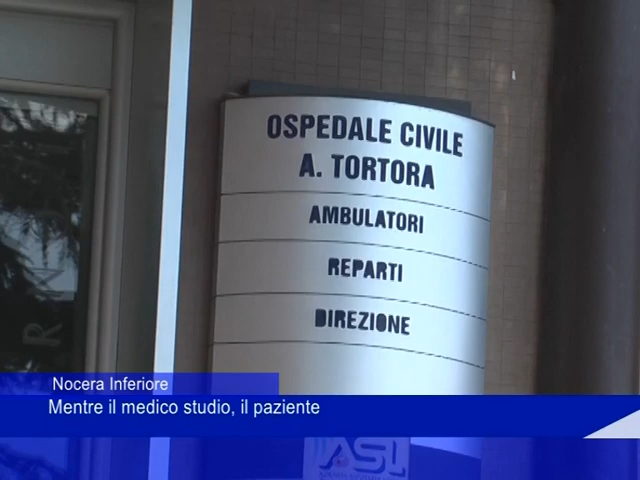 OSPEDALE CIVILE
A. TORTORA
AMBULATORI
REPARTI
DIREZIONE
Nocera Inferiore
Mentre il medico studio, il paziente
ASL